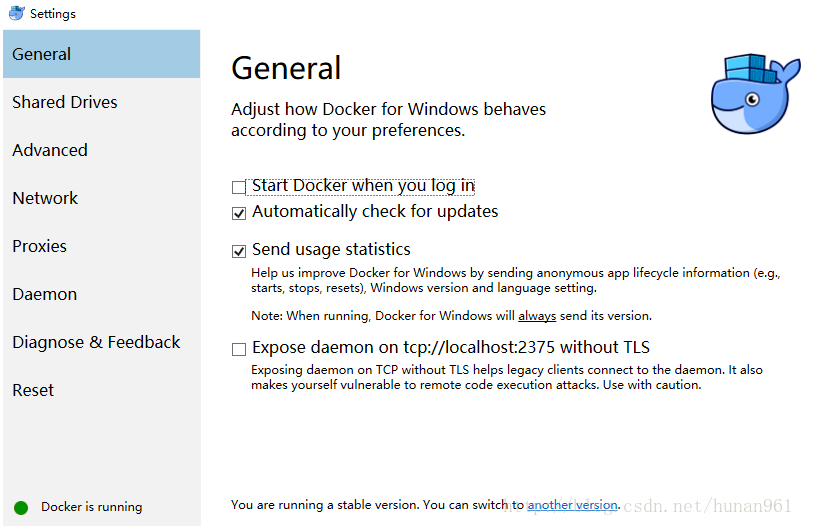 Settings
General
Shared Drives
Advanced
Network
Proxies
Daemon
Diagnose & Feedback
Reset
Docker is running
General
Adjust how Docker for Windows behaves
according to your preferences.
Start Docker when you log in
Automatically check for updates
Send usage statistics
Help us improve Docker for Windows by sending anonymous app lifecycle information (e.g.,
starts, stops, resets), Windows version and language setting.
Note: When running, Docker for Windows will always send its version.
Expose daemon on tcp://localhost:2375 without TLS
Exposing daemon on TCP without TLS helps legacy clients connect to the daemon. It also
makes yourself vulnerable to remote code execution attacks. Use with caution.
You are running a stable version. You can switch to another version.
http://blog.csdn.net/hunan961